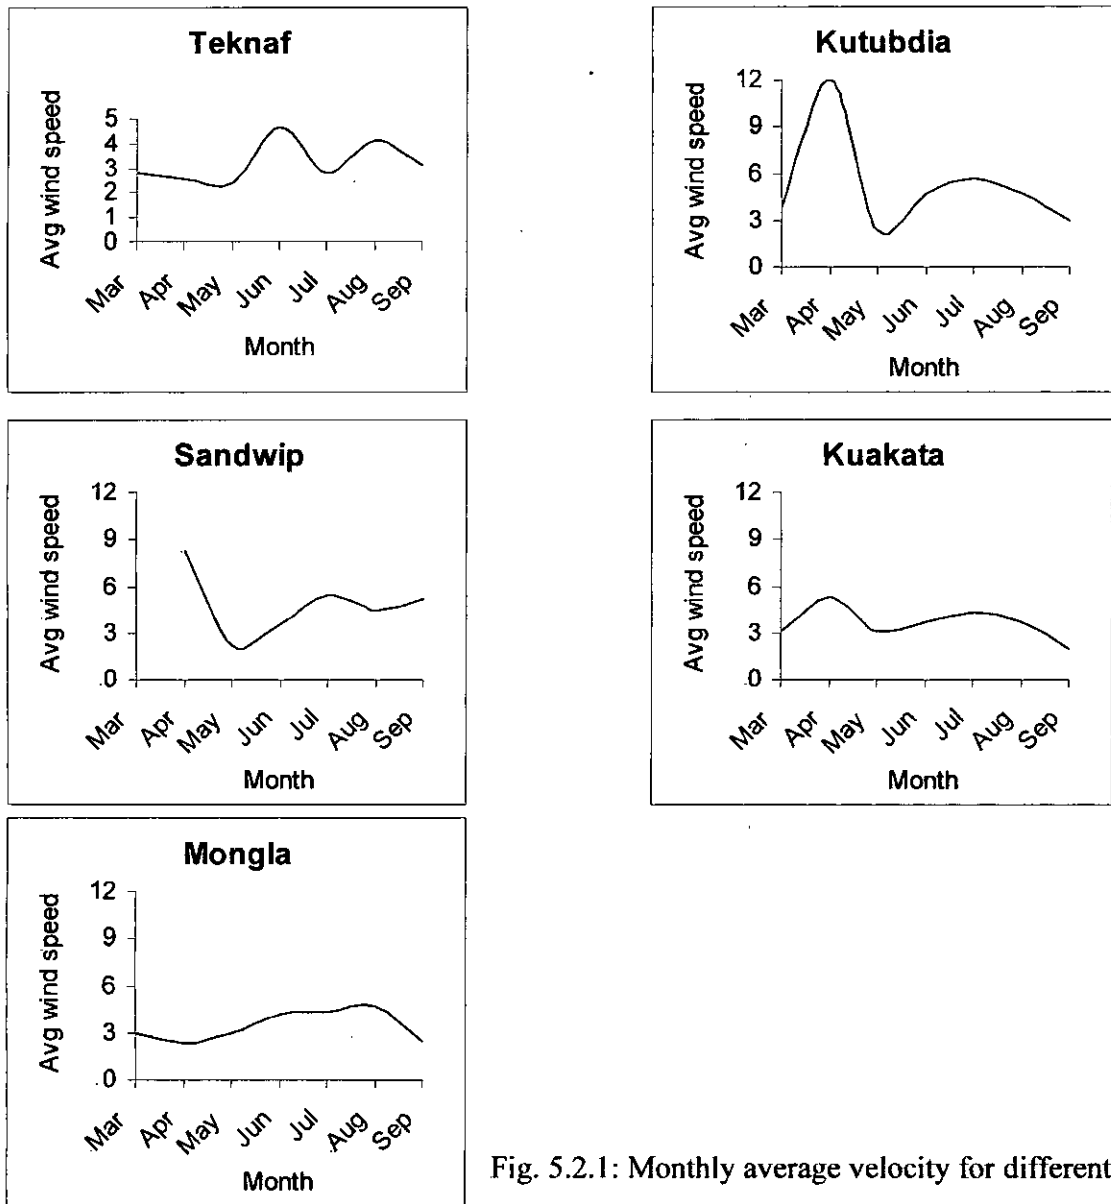 Teknaf
Avg wind speed
5
4
3
2
1
0
Mar
Apr
May
Jun
Jul
Aug
Sep
Month
Kutubdia
Avg wind speed
12
9
6
3
0
Mar
Apr
May
Jun
Jul
Aug
Sep
Month
Sandwip
Avg wind speed
12
9
6
3
0
Mar
Apr
May
Jun
Jul
Aug
Sep
Month
Kuakata
Avg wind speed
12
9
6
3
0
Mar
Apr
May
Jun
Jul
Aug
Sep
Month
Mongla
Avg wind speed
12
9
6
3
0
Mar
Apr
May
Jun
Jul
Aug
Sep
Month
Fig. 5.2.1: Monthly average velocity for different